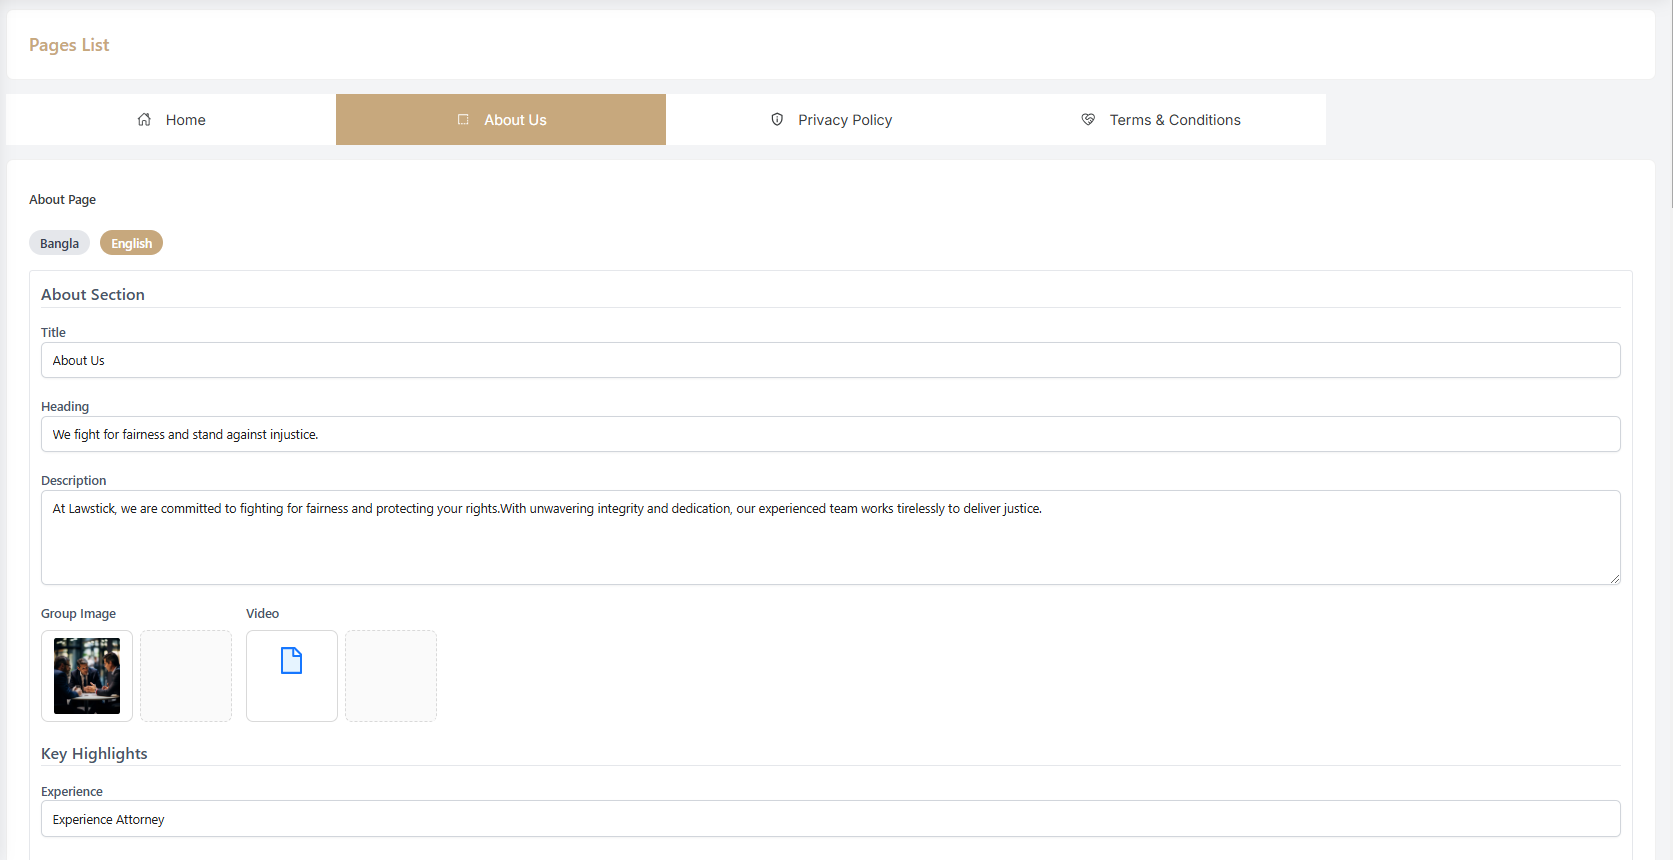 Pages List
Home
About Us
Privacy Policy
Terms & Conditions
About Page
Bangla
English
About Section
Title
About Us
Heading
We fight for fairness and stand against injustice.
Description
At Lawstick, we are committed to fighting for fairness and protecting your rights.With unwavering integrity and dedication, our experienced team works tirelessly to deliver justice.
Group Image
Video
Key Highlights
Experience
Experience Attorney